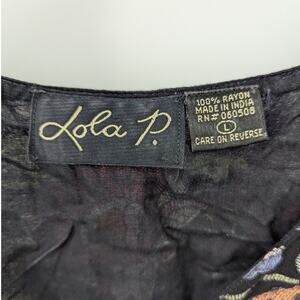 Lola P.
100% RAYON
MADE IN INDIA
RN# 060508
L
CARE ON REVERSE